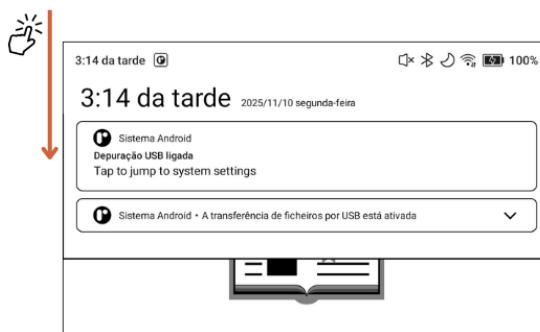 3:14 da tarde
100%
3:14 da tarde 2025/11/10 segunda-feira
Sistema Android
Depuração USB ligada
Tap to jump to system settings
Sistema Android • A transferência de ficheiros por USB está ativada